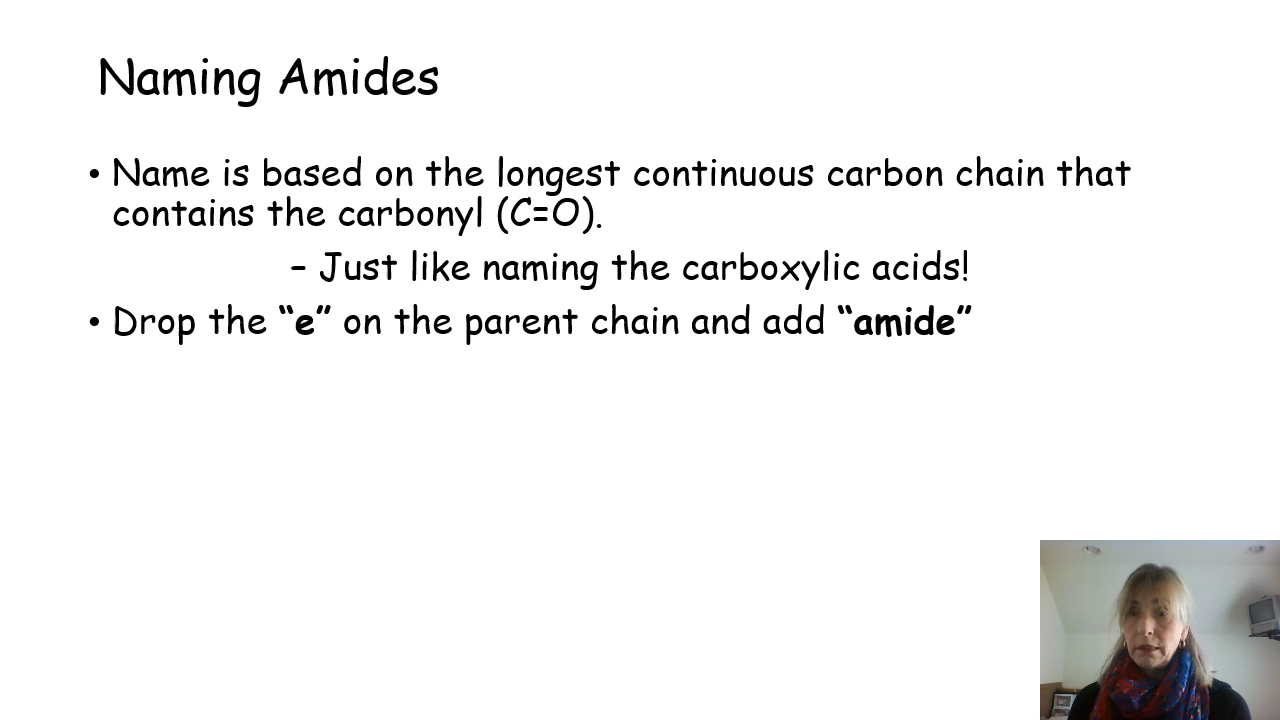 Naming Amides
• Name is based on the longest continuous carbon chain that
contains the carbonyl (C=O).
– Just like naming the carboxylic acids!
• Drop the “e” on the parent chain and add “amide”